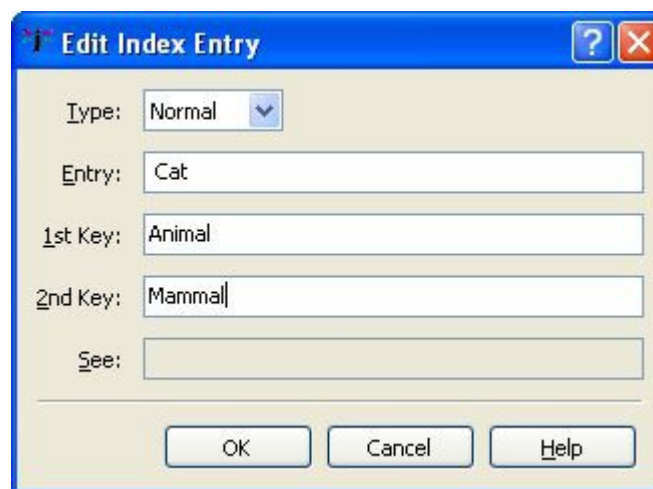 Edit Index Entry ?
Type: Normal
Entry: Cat
1st Key: Animal
2nd Key: Mammal
See:
OK Cancel Help